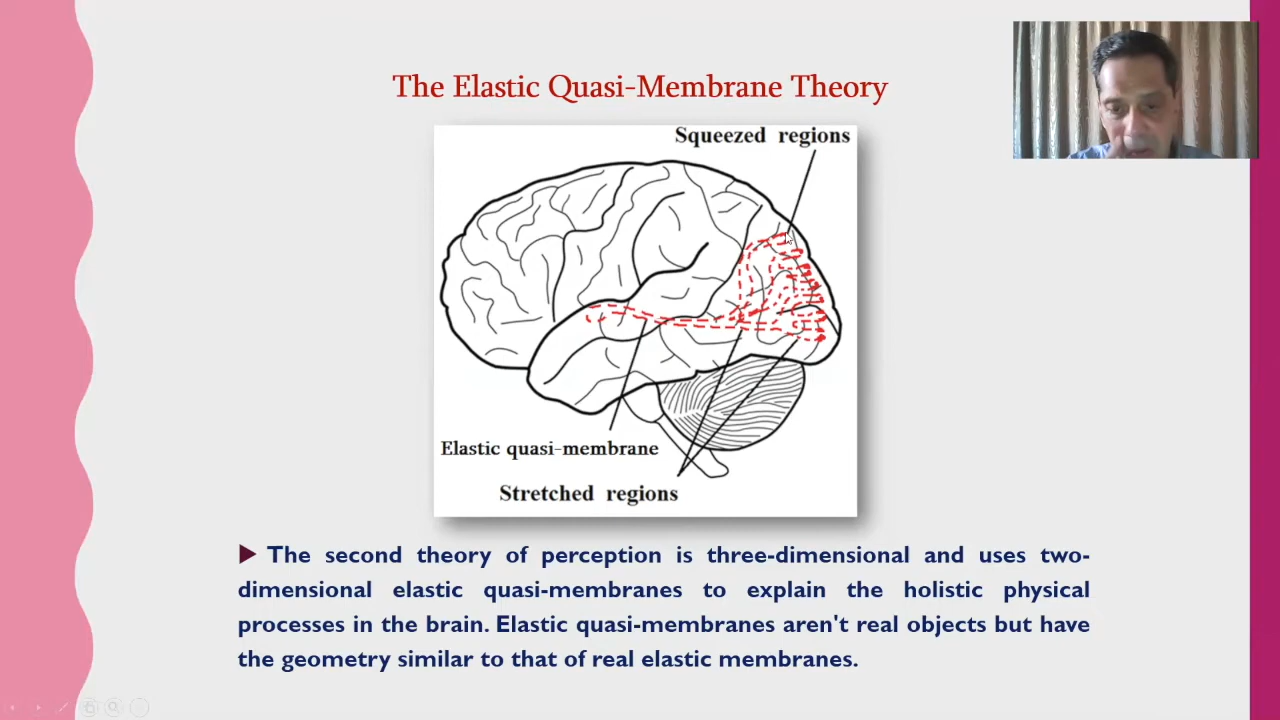 The Elastic Quasi-Membrane Theory
Squeezed regions
Elastic quasi-membrane
Stretched regions
The second theory of perception is three-dimensional and uses two-
dimensional elastic quasi-membranes to explain the holistic physical
processes in the brain. Elastic quasi-membranes aren't real objects but have
the geometry similar to that of real elastic membranes.